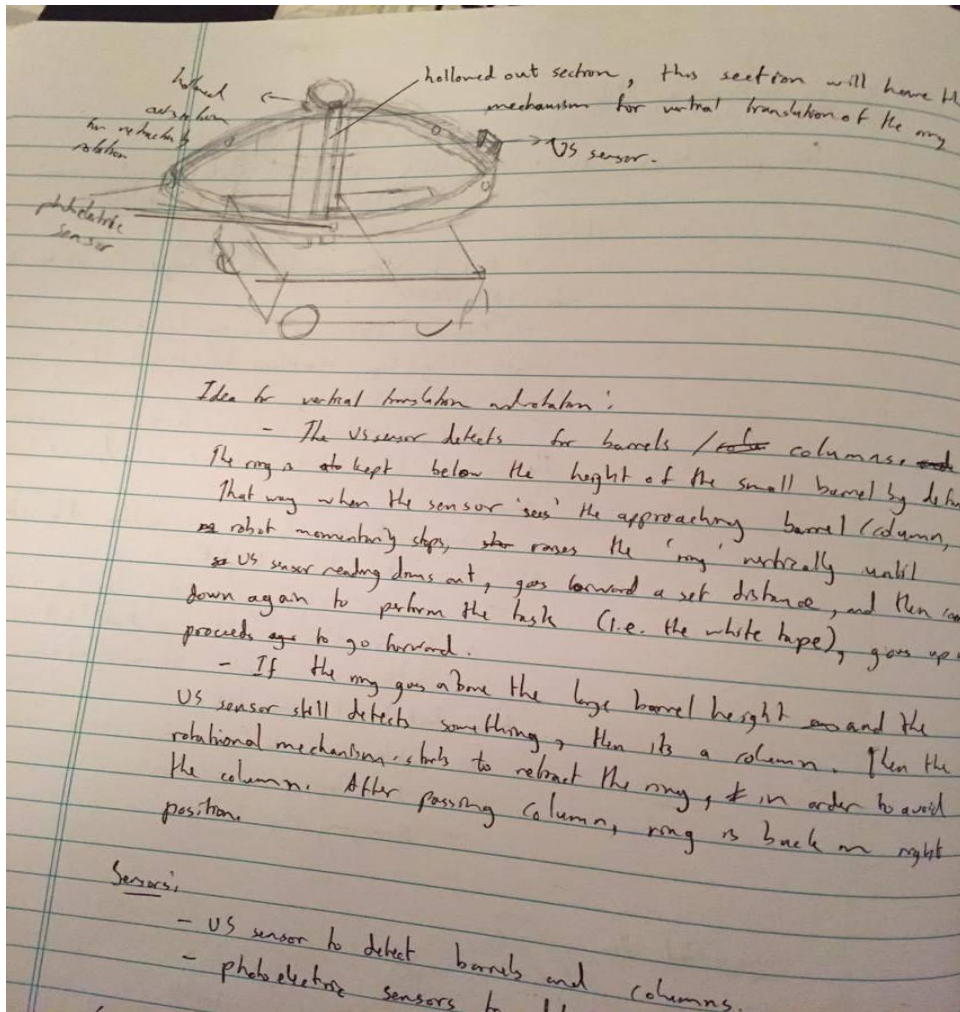 hollowed out section, this section will have th
mechanism for vertical translation of the ring
US sensor.
rotation
photoelectric
sensor
Idea for vertical translation and rotation:
- The US sensor detects for barrels / columns.
The ring is kept below the height of the small barrel by defa
That way when the sensor 'sees' the approaching barrel / column,
robot momentarily stops, raises the 'ring' vertically until
US sensor reading drops out, goes forward a set distance, and then com
down again to perform the task (i.e. the white tape), goes up
proceeds to go forward.
- If the ring goes above the large barrel height and the
US sensor still detects something, then its a column. Then the
rotational mechanism starts to retract the ring, in order to avoid
the column. After passing column, ring is back in right
position.
Sensors:
- US sensor to detect barrels and columns.
- photoelectric sensors to